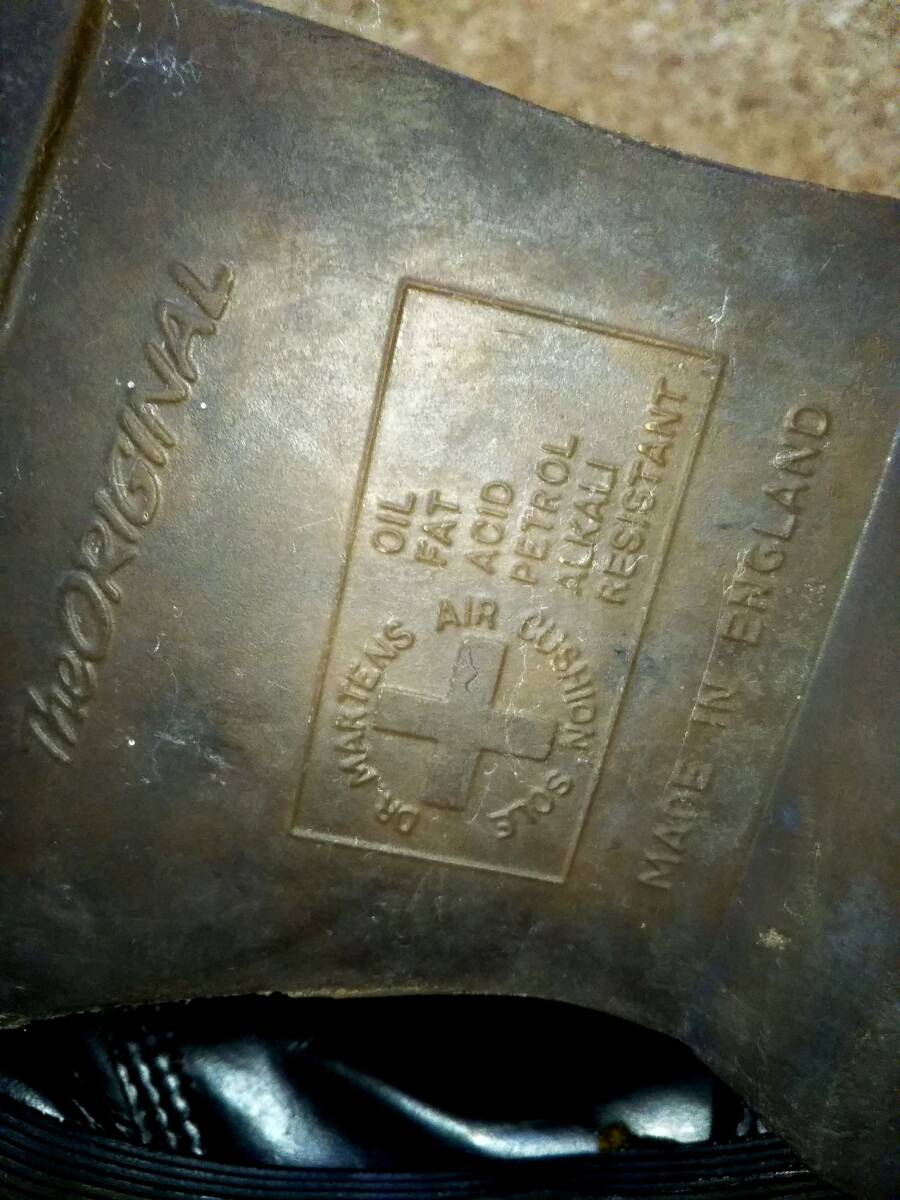 The ORIGINAL
OIL
FAT
ACID
PETROL
ALKALI
RESISTANT
DR. MARTENS AIR CUSHION SOLE
MADE IN ENGLAND